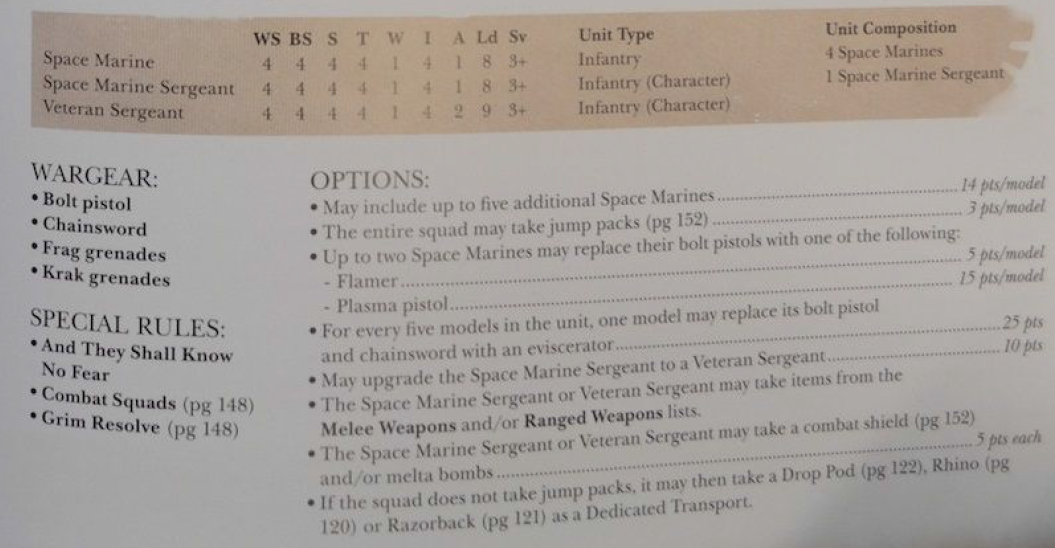 WS BS S T W I A Ld Sv Unit Type Unit Composition
Space Marine 4 4 4 4 1 4 1 8 3+ Infantry 4 Space Marines
Space Marine Sergeant 4 4 4 4 1 4 1 8 3+ Infantry (Character) 1 Space Marine Sergeant
Veteran Sergeant 4 4 4 4 1 4 2 9 3+ Infantry (Character)
WARGEAR:
• Bolt pistol
• Chainsword
• Frag grenades
• Krak grenades
SPECIAL RULES:
• And They Shall Know
No Fear
• Combat Squads (pg 148)
• Grim Resolve (pg 148)
OPTIONS:
• May include up to five additional Space Marines ... 14 pts/model
• The entire squad may take jump packs (pg 152) ... 3 pts/model
• Up to two Space Marines may replace their bolt pistols with one of the following:
- Flamer ... 5 pts/model
- Plasma pistol ... 15 pts/model
• For every five models in the unit, one model may replace its bolt pistol
and chainsword with an eviscerator ... 25 pts
• May upgrade the Space Marine Sergeant to a Veteran Sergeant ... 10 pts
• The Space Marine Sergeant or Veteran Sergeant may take items from the
Melee Weapons and/or Ranged Weapons lists.
• The Space Marine Sergeant or Veteran Sergeant may take a combat shield (pg 152)
and/or melta bombs ... 5 pts each
• If the squad does not take jump packs, it may then take a Drop Pod (pg 122), Rhino (pg
120) or Razorback (pg 121) as a Dedicated Transport.